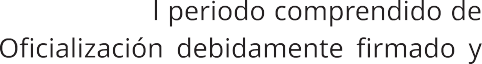 l periodo comprendido de
Oficialización debidamente firmado y